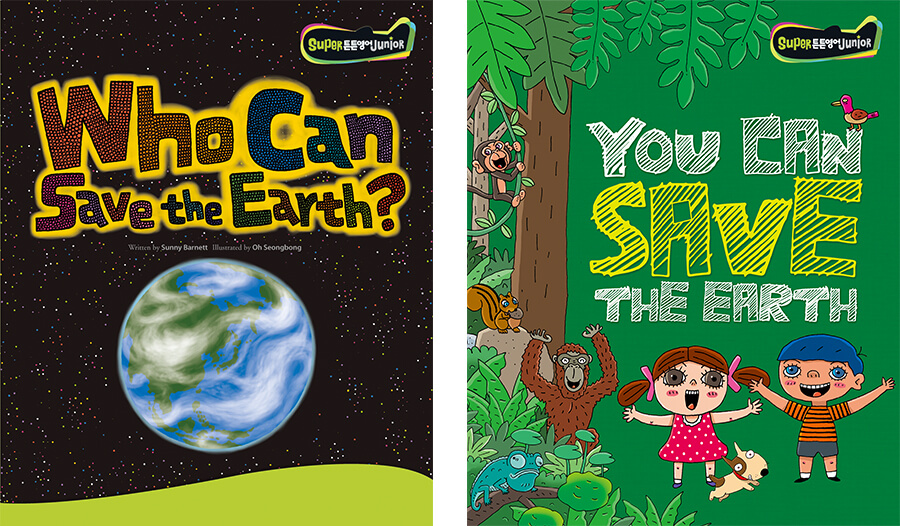 Super 튼튼영어 Junior
Who Can
Save the Earth?
Written by Sunny Barnett Illustrated by Oh Seongbong
Super 튼튼영어 Junior
YOU CAN
SAVE
THE EARTH